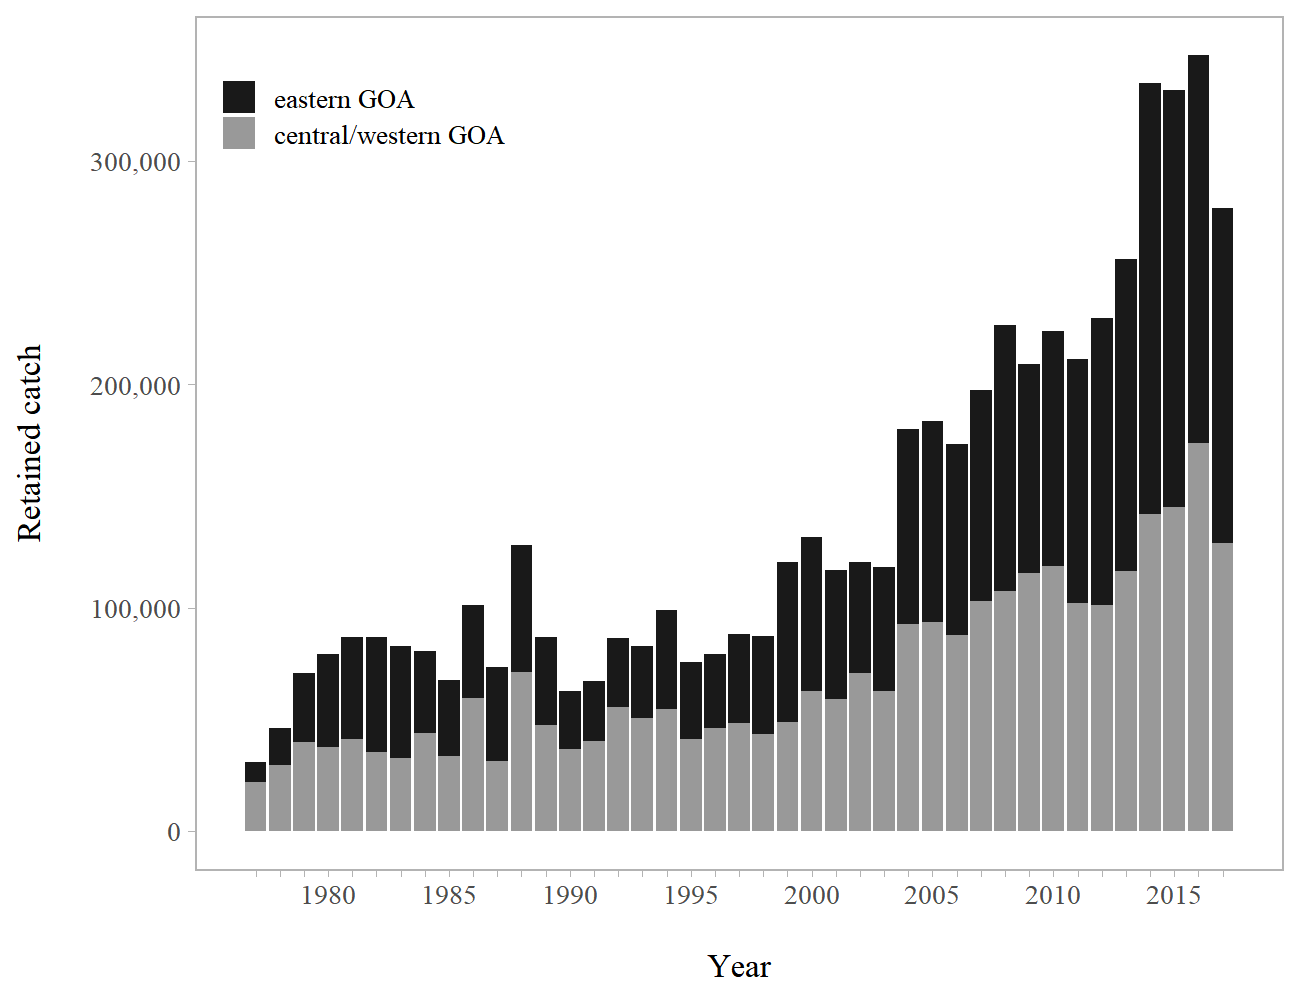 eastern GOA
central/western GOA
300,000
200,000
100,000
0
Retained catch
1980 1985 1990 1995 2000 2005 2010 2015
Year